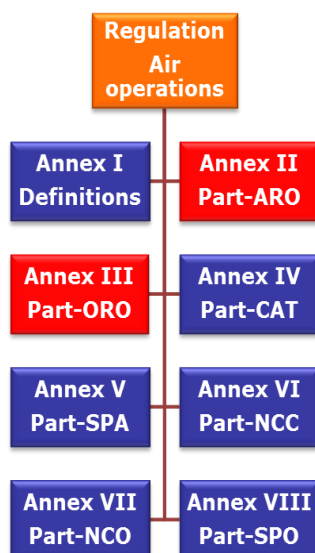 Regulation
Air
operations
Annex I
Definitions
Annex II
Part-ARO
Annex III
Part-ORO
Annex IV
Part-CAT
Annex V
Part-SPA
Annex VI
Part-NCC
Annex VII
Part-NCO
Annex VIII
Part-SPO